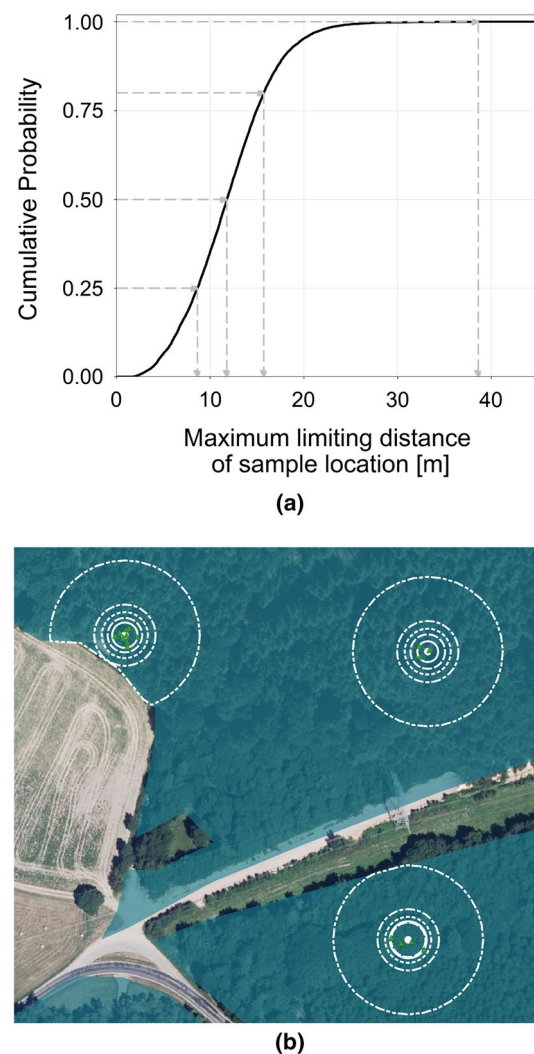 1.00
0.75
0.50
0.25
0.00
Cumulative Probability
0
10
20
30
40
Maximum limiting distance
of sample location [m]
(a)
(b)